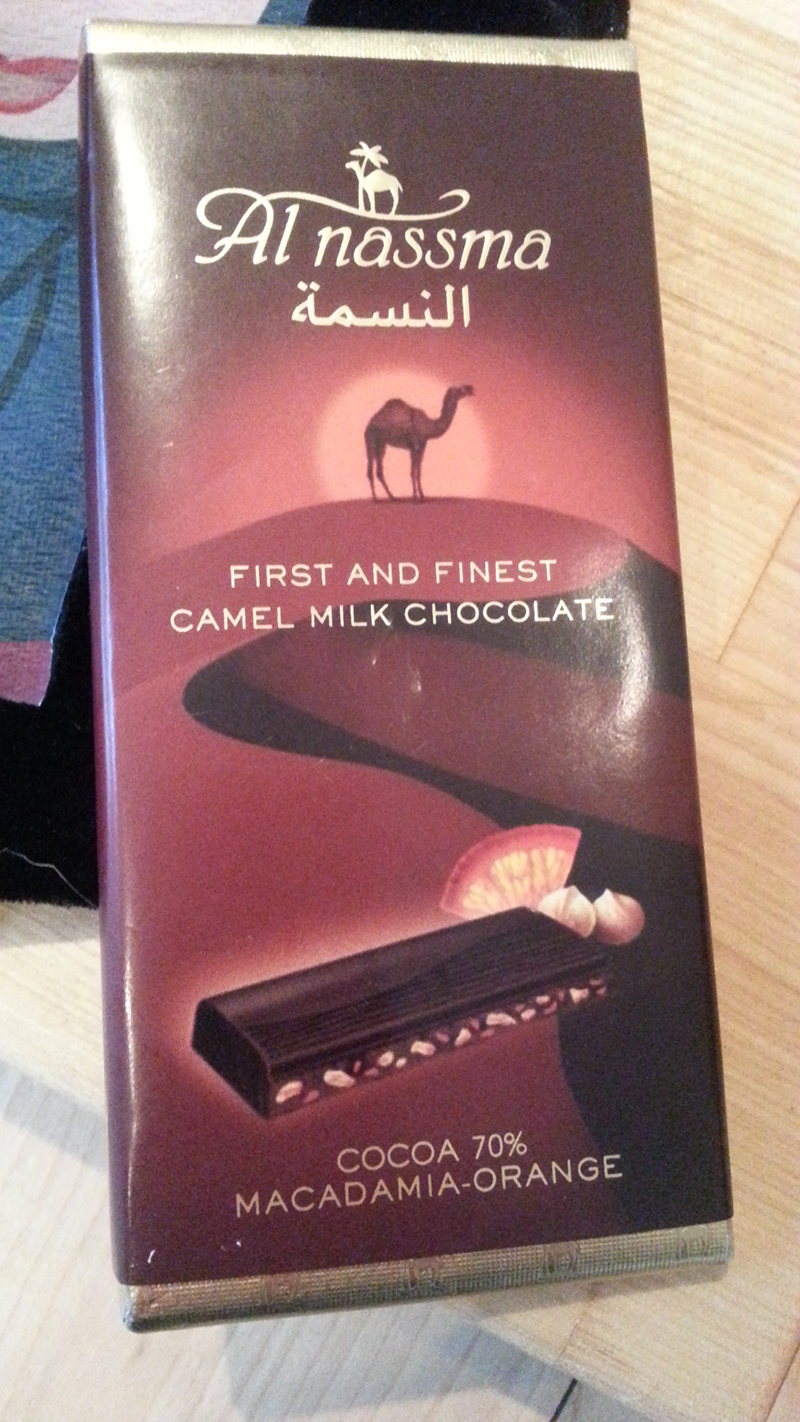 Al nassma
النسمة
FIRST AND FINEST
CAMEL MILK CHOCOLATE
COCOA 70%
MACADAMIA-ORANGE